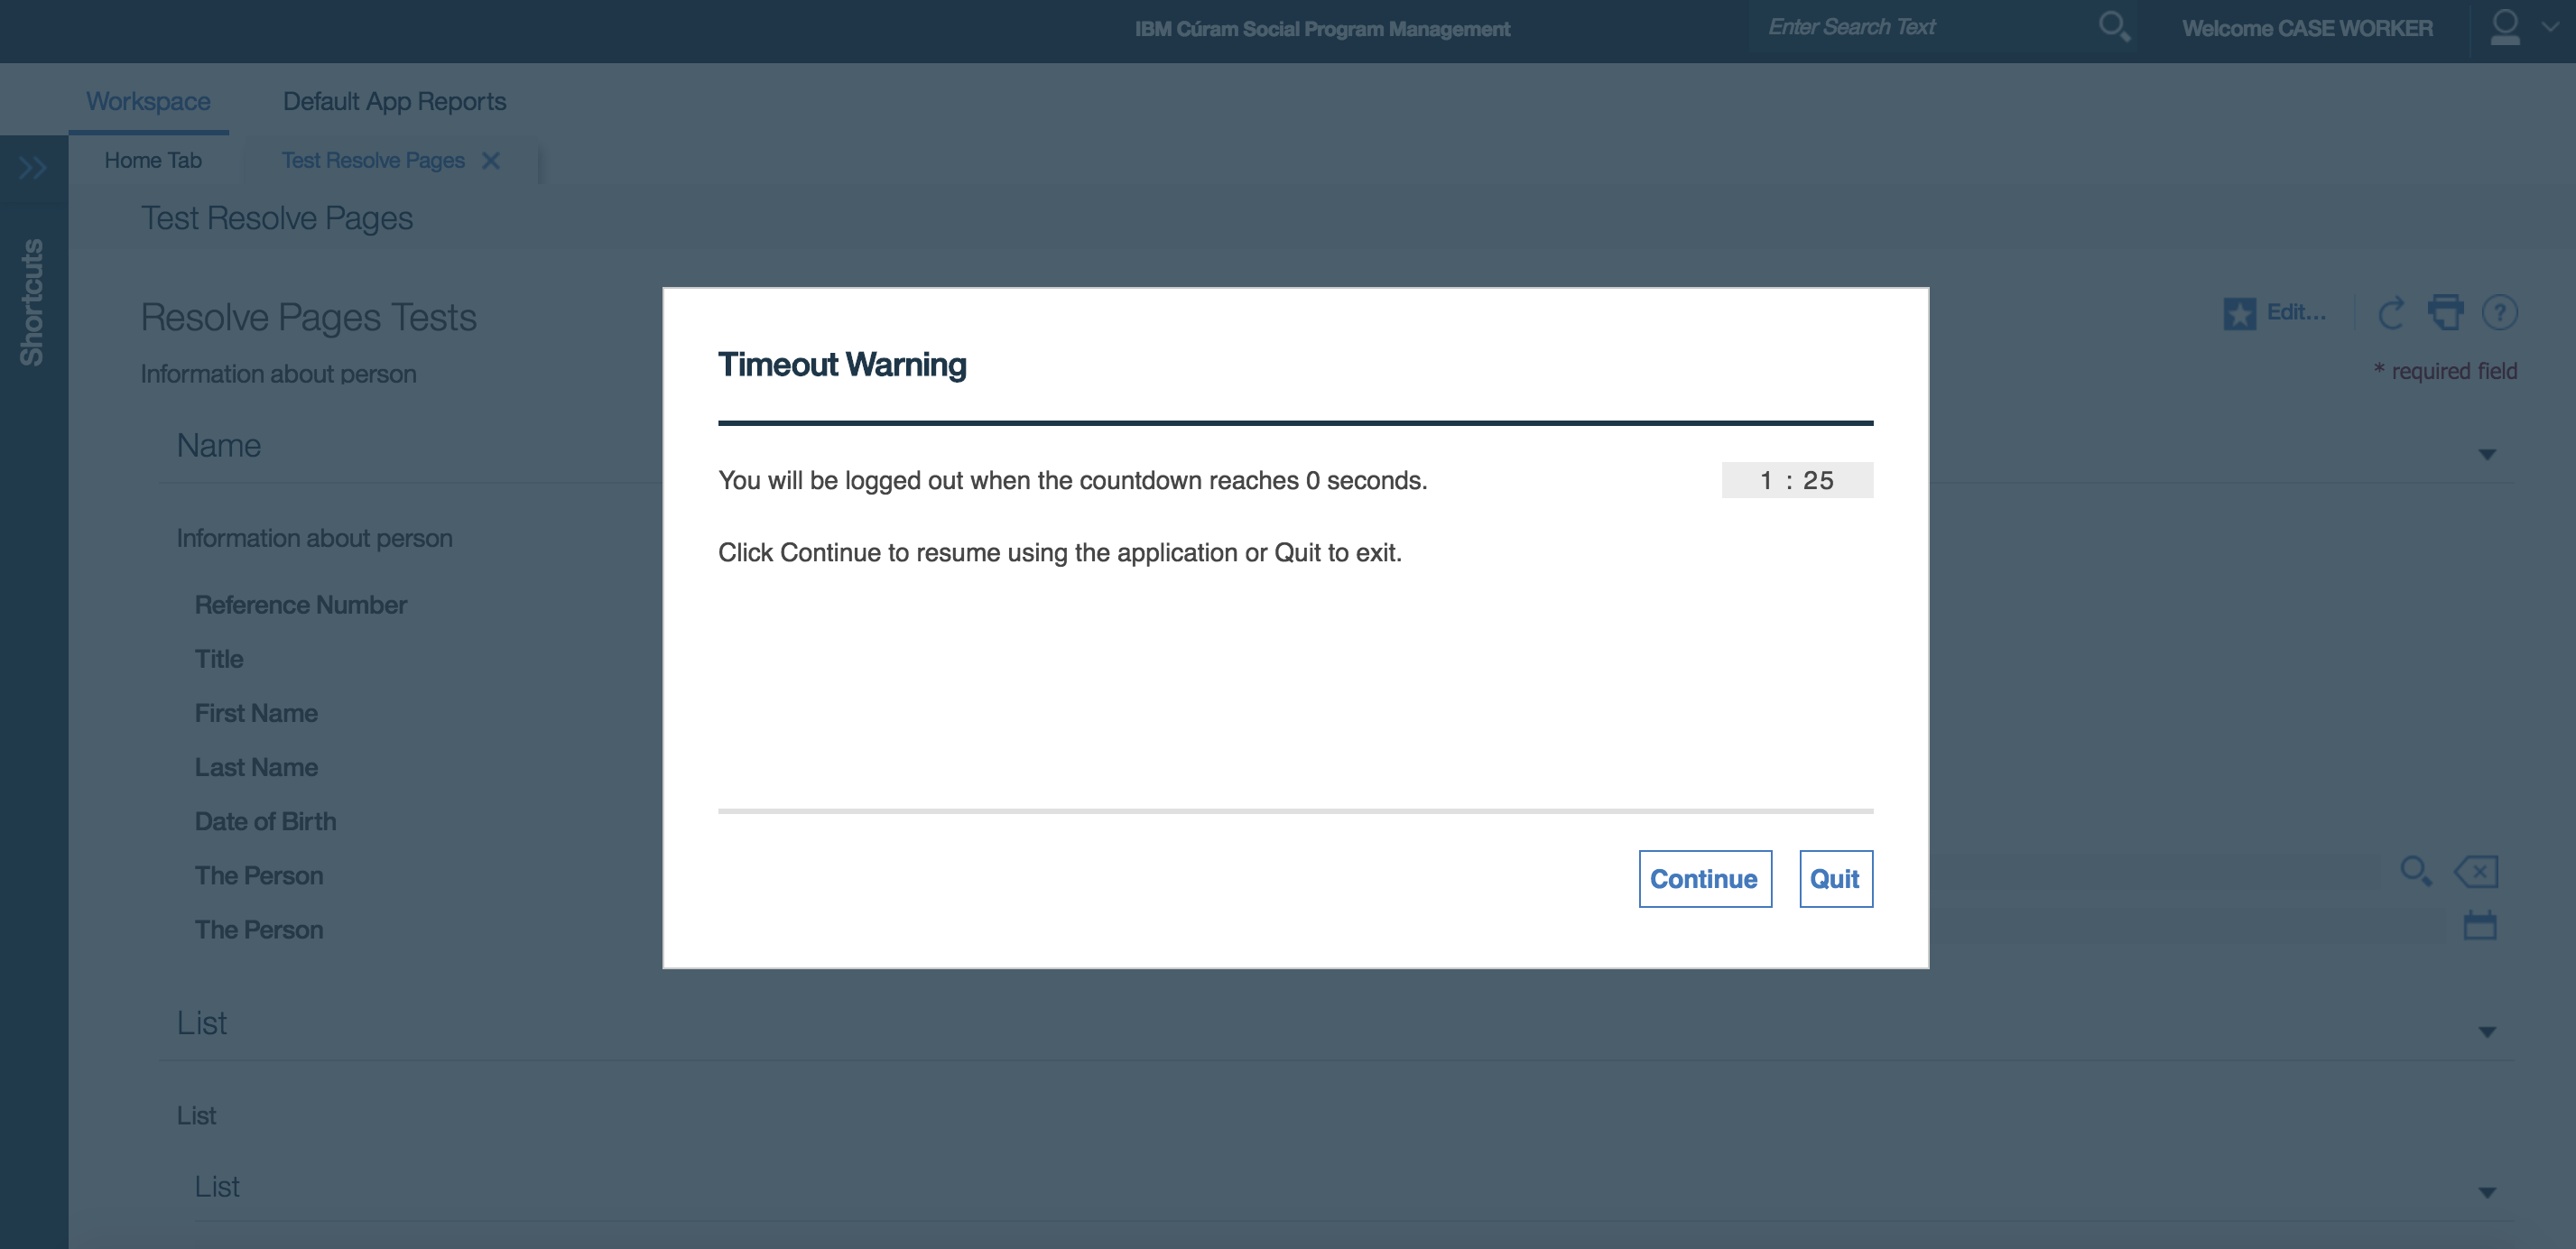 IBM Cúram Social Program Management
Enter Search Text
Welcome CASE WORKER
Workspace
Default App Reports
Home Tab
Test Resolve Pages
Shortcuts
Test Resolve Pages
Resolve Pages Tests
Edit...
?
Information about person
* required field
Name
Information about person
Reference Number
Title
First Name
Last Name
Date of Birth
The Person
The Person
List
List
List
Timeout Warning
You will be logged out when the countdown reaches 0 seconds.
1 : 25
Click Continue to resume using the application or Quit to exit.
Continue
Quit